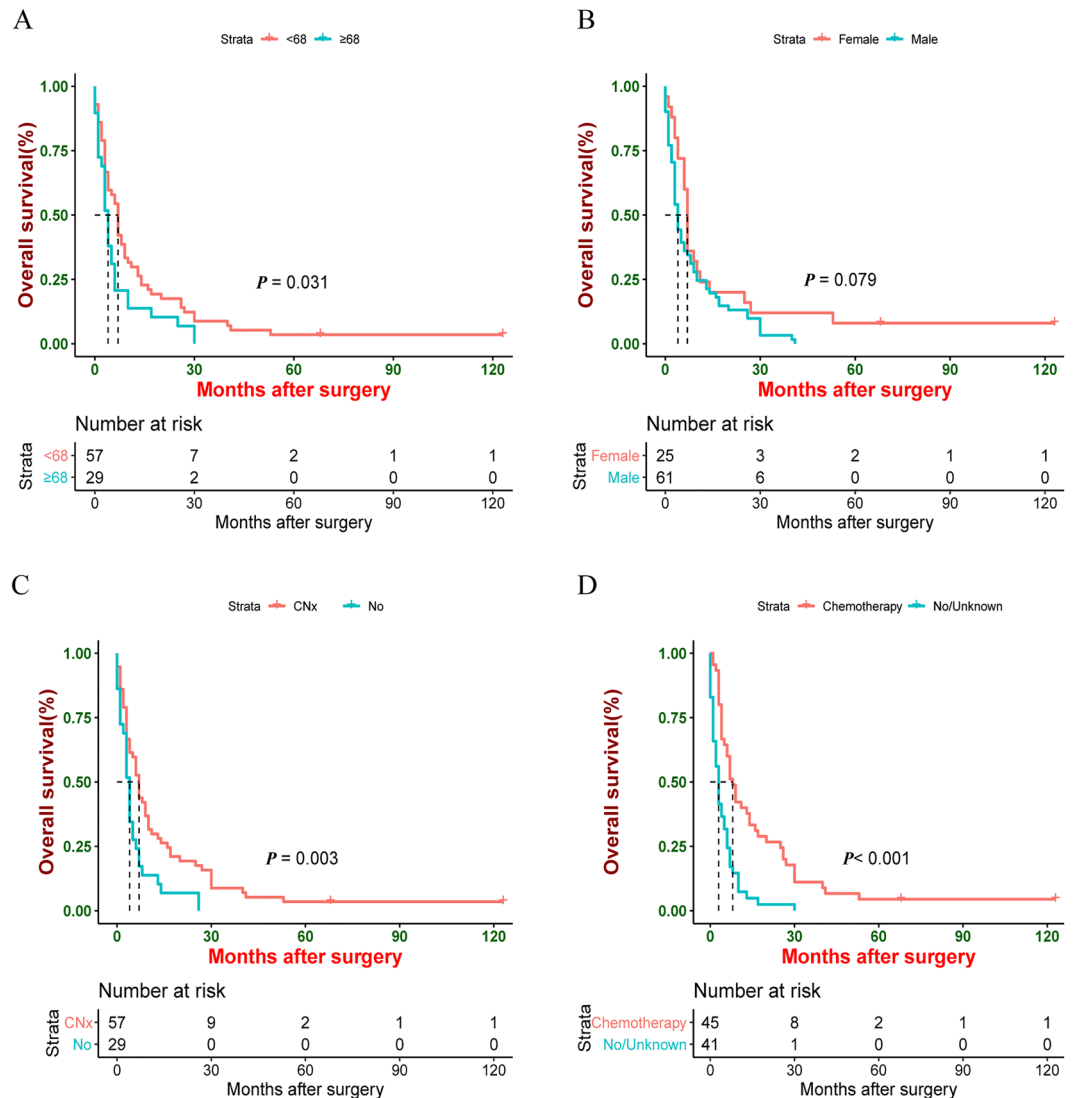 A
Strata <68 ≥68
1.00
0.75
0.50
0.25
0.00
Overall survival(%)
P = 0.031
0 30 60 90 120
Months after surgery
Number at risk
Strata
<68 57 7 2 1 1
≥68 29 2 0 0 0
0 30 60 90 120
Months after surgery
B
Strata Female Male
1.00
0.75
0.50
0.25
0.00
Overall survival(%)
P = 0.079
0 30 60 90 120
Months after surgery
Number at risk
Strata
Female 25 3 2 1 1
Male 61 6 0 0 0
0 30 60 90 120
Months after surgery
C
Strata CNx No
1.00
0.75
0.50
0.25
0.00
Overall survival(%)
P = 0.003
0 30 60 90 120
Months after surgery
Number at risk
Strata
CNx 57 9 2 1 1
No 29 0 0 0 0
0 30 60 90 120
Months after surgery
D
Strata Chemotherapy No/Unknown
1.00
0.75
0.50
0.25
0.00
Overall survival(%)
P< 0.001
0 30 60 90 120
Months after surgery
Number at risk
Strata
Chemotherapy 45 8 2 1 1
No/Unknown 41 1 0 0 0
0 30 60 90 120
Months after surgery